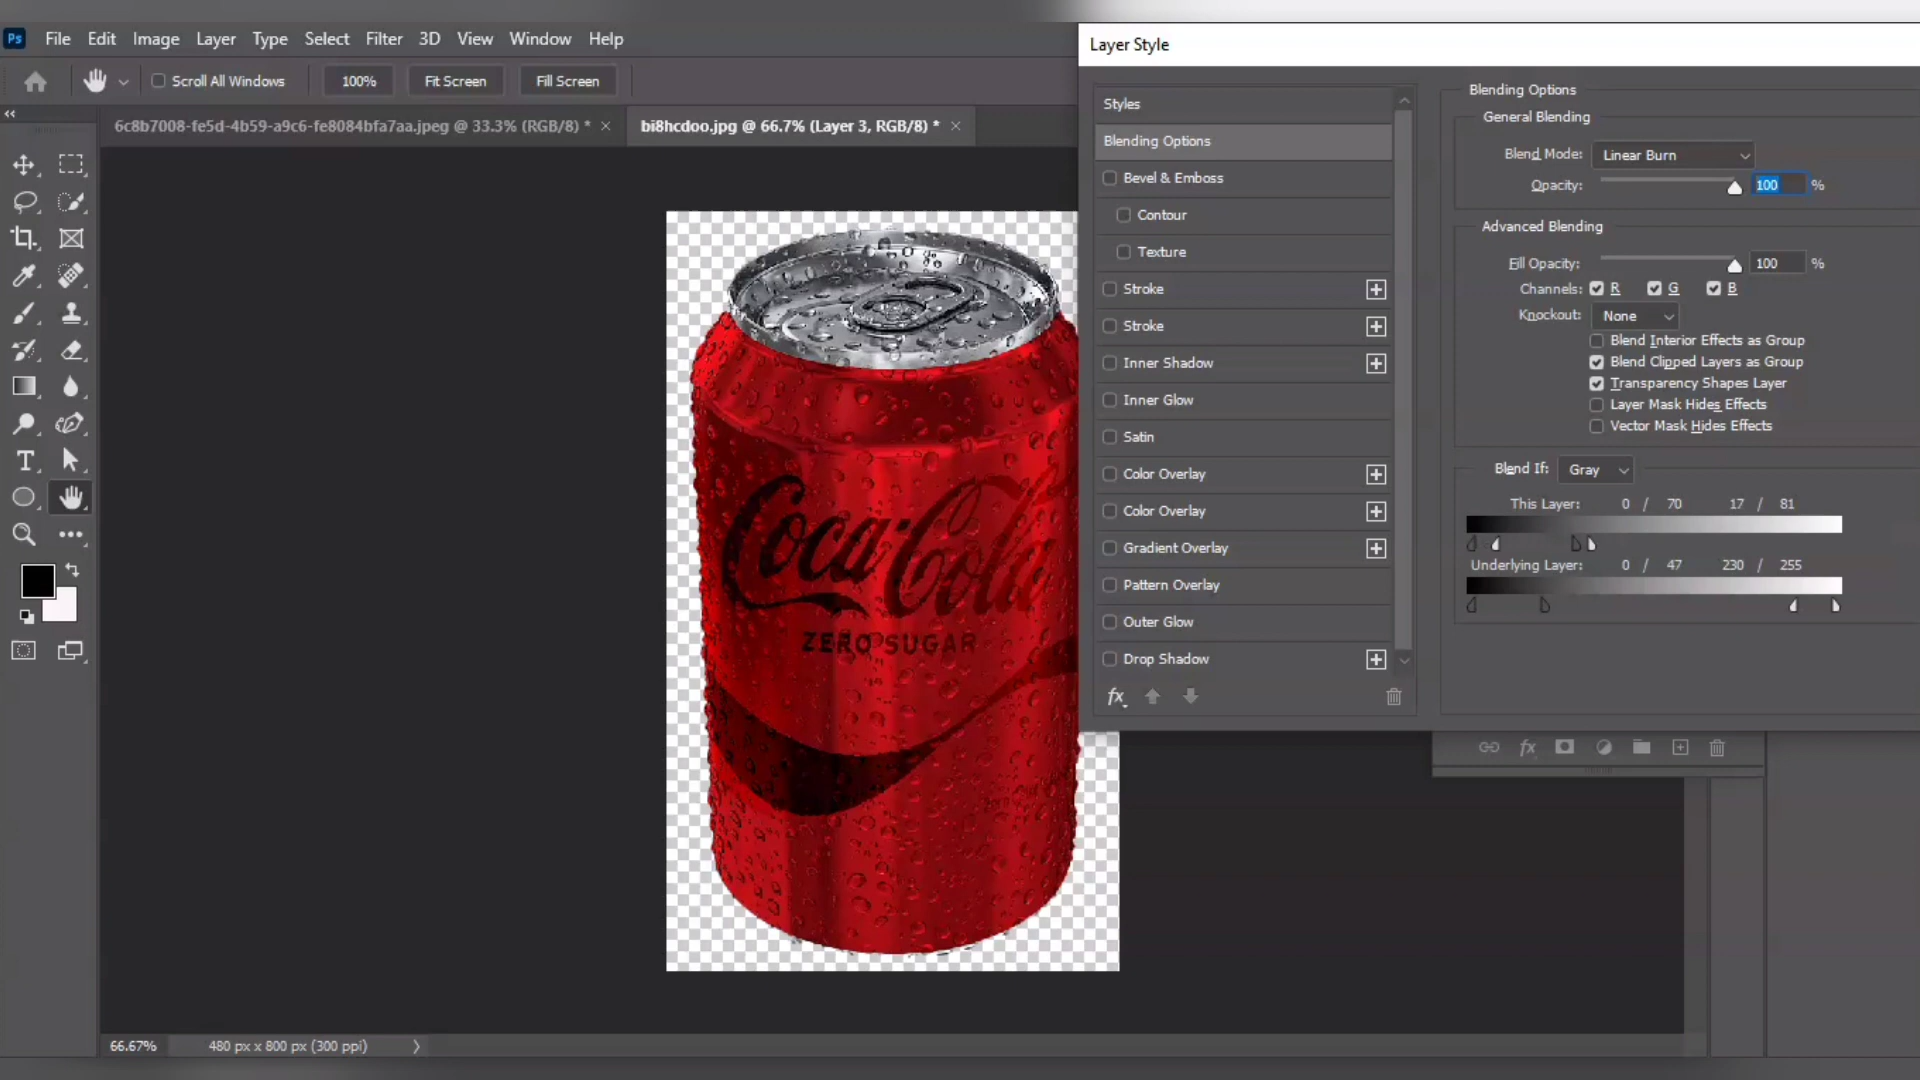 Ps File Edit Image Layer Type Select Filter 3D View Window Help
Layer Style
Scroll All Windows 100% Fit Screen Fill Screen
6c8b7008-fe5d-4b59-a9c6-fe8084bfa7aa.jpeg @ 33.3% (RGB/8) * ×
bi8hcdoo.jpg @ 66.7% (Layer 3, RGB/8) * ×
Styles
Blending Options
Bevel & Emboss
Contour
Texture
Stroke
Stroke
Inner Shadow
Inner Glow
Satin
Color Overlay
Color Overlay
Gradient Overlay
Pattern Overlay
Outer Glow
Drop Shadow
fx
Blending Options
General Blending
Blend Mode: Linear Burn
Opacity: 100 %
Advanced Blending
Fill Opacity: 100 %
Channels: R G B
Knockout: None
Blend Interior Effects as Group
Blend Clipped Layers as Group
Transparency Shapes Layer
Layer Mask Hides Effects
Vector Mask Hides Effects
Blend If: Gray
This Layer: 0 / 70 17 / 81
Underlying Layer: 0 / 47 230 / 255
fx
Coca-Cola
ZERO SUGAR
66.67% 480 px x 800 px (300 ppi)